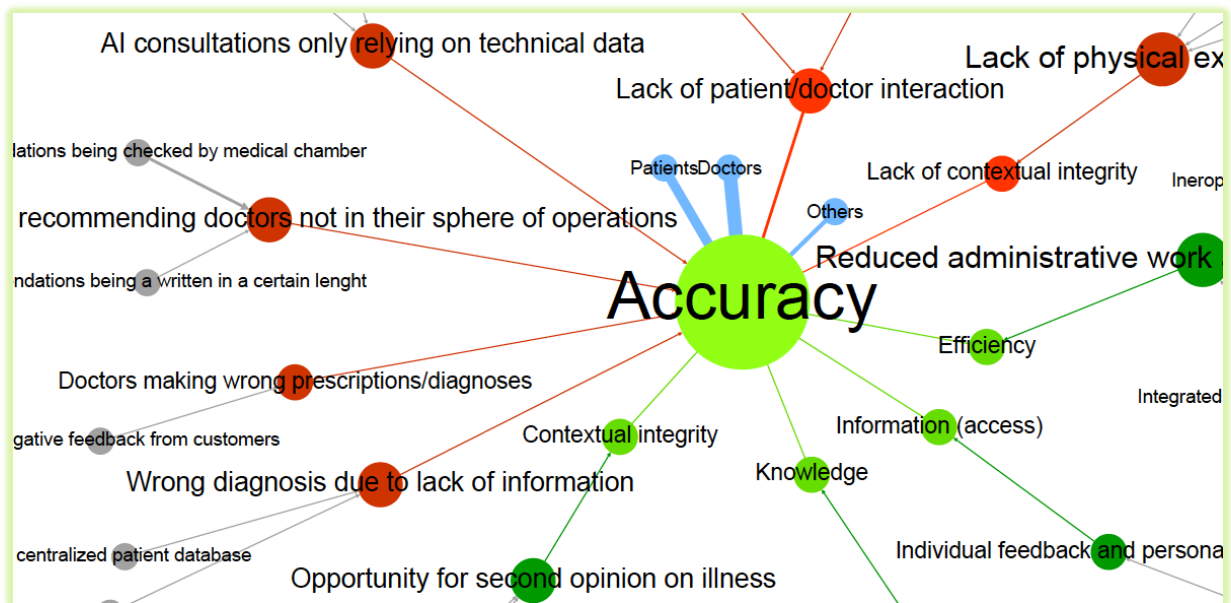 AI consultations only relying on technical data
Lack of physical ex
Lack of patient/doctor interaction
lations being checked by medical chamber
PatientsDoctors
Lack of contextual integrity
Inerop
Others
recommending doctors not in their sphere of operations
Reduced administrative work
ndations being a written in a certain lenght
Accuracy
Efficiency
Doctors making wrong prescriptions/diagnoses
Integrated
gative feedback from customers
Contextual integrity
Information (access)
Knowledge
Wrong diagnosis due to lack of information
centralized patient database
Individual feedback and persona
Opportunity for second opinion on illness